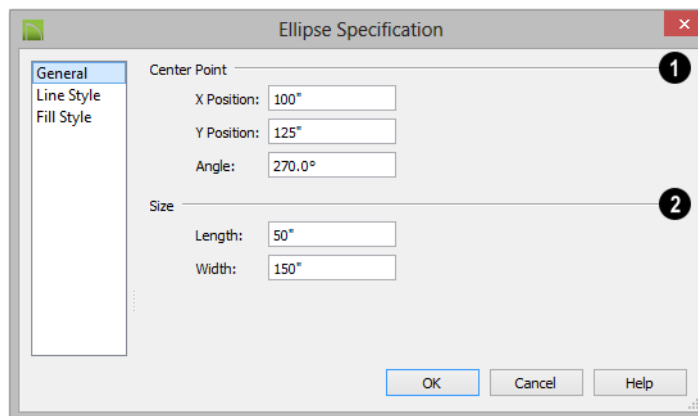 Ellipse Specification
General
Line Style
Fill Style
Center Point
1
X Position: 100"
Y Position: 125"
Angle: 270.0°
Size
2
Length: 50"
Width: 150"
OK Cancel Help